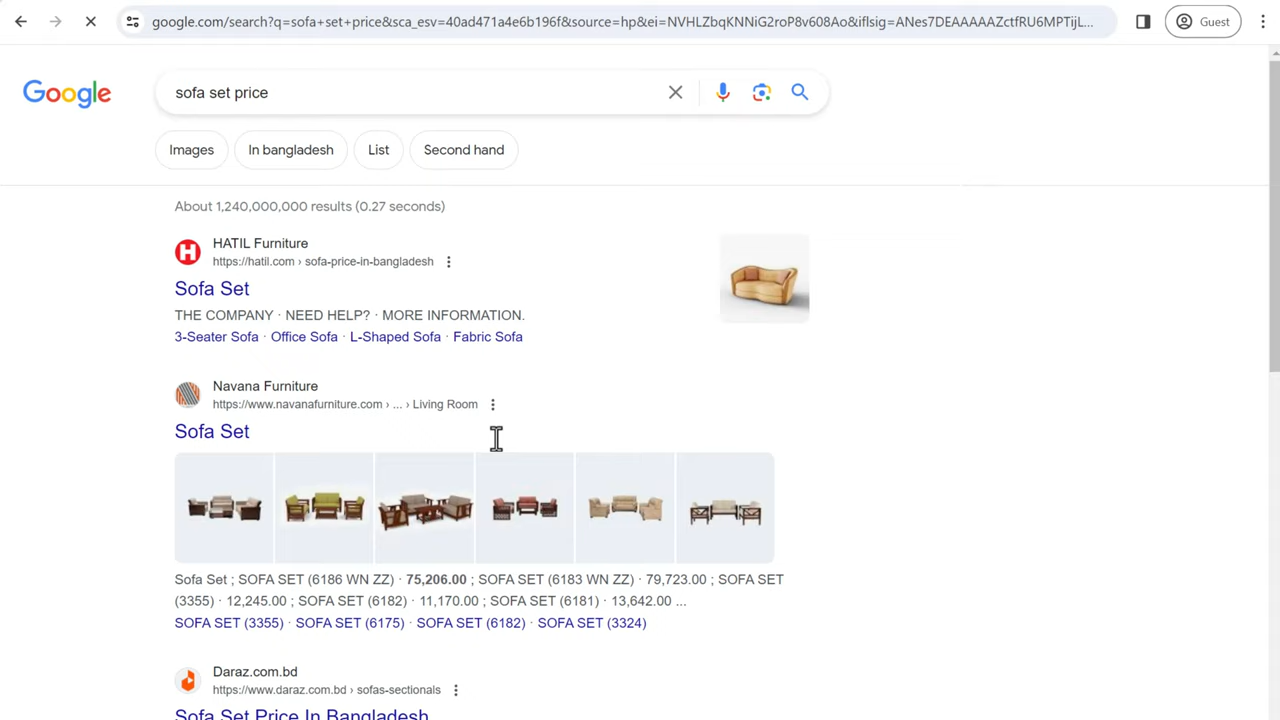 google.com/search?q=sofa+set+price&sca_esv=40ad471a4e6b196f&source=hp&ei=NVHLZbqKNNiG2roP8v608Ao&iflsig=ANes7DEAAAAAZctfRU6MPTijL...
Guest
Google
sofa set price
Images
In bangladesh
List
Second hand
About 1,240,000,000 results (0.27 seconds)
HATIL Furniture
https://hatil.com › sofa-price-in-bangladesh
Sofa Set
THE COMPANY · NEED HELP? · MORE INFORMATION.
3-Seater Sofa · Office Sofa · L-Shaped Sofa · Fabric Sofa
Navana Furniture
https://www.navanafurniture.com › ... › Living Room
Sofa Set
Sofa Set ; SOFA SET (6186 WN ZZ) · 75,206.00 ; SOFA SET (6183 WN ZZ) · 79,723.00 ; SOFA SET
(3355) · 12,245.00 ; SOFA SET (6182) · 11,170.00 ; SOFA SET (6181) · 13,642.00 ...
SOFA SET (3355) · SOFA SET (6175) · SOFA SET (6182) · SOFA SET (3324)
Daraz.com.bd
https://www.daraz.com.bd › sofas-sectionals
Sofa Set Price In Bangladesh